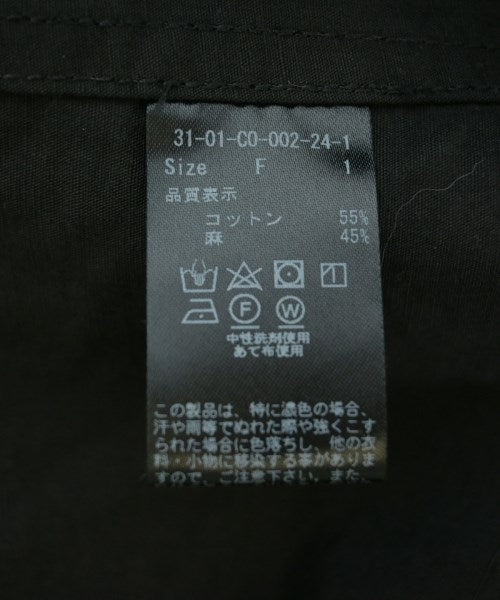 31-01-CO-002-24-1
Size F 1
品質表示
コットン 55%
麻 45%
F W
中性洗剤使用
あて布使用
この製品は、特に濃色の場合、
汗や雨等でぬれた際や強くこす
られた場合に色落ちし、他の衣
料・小物に移染する事がありま
すので、ご注意下さい。また、